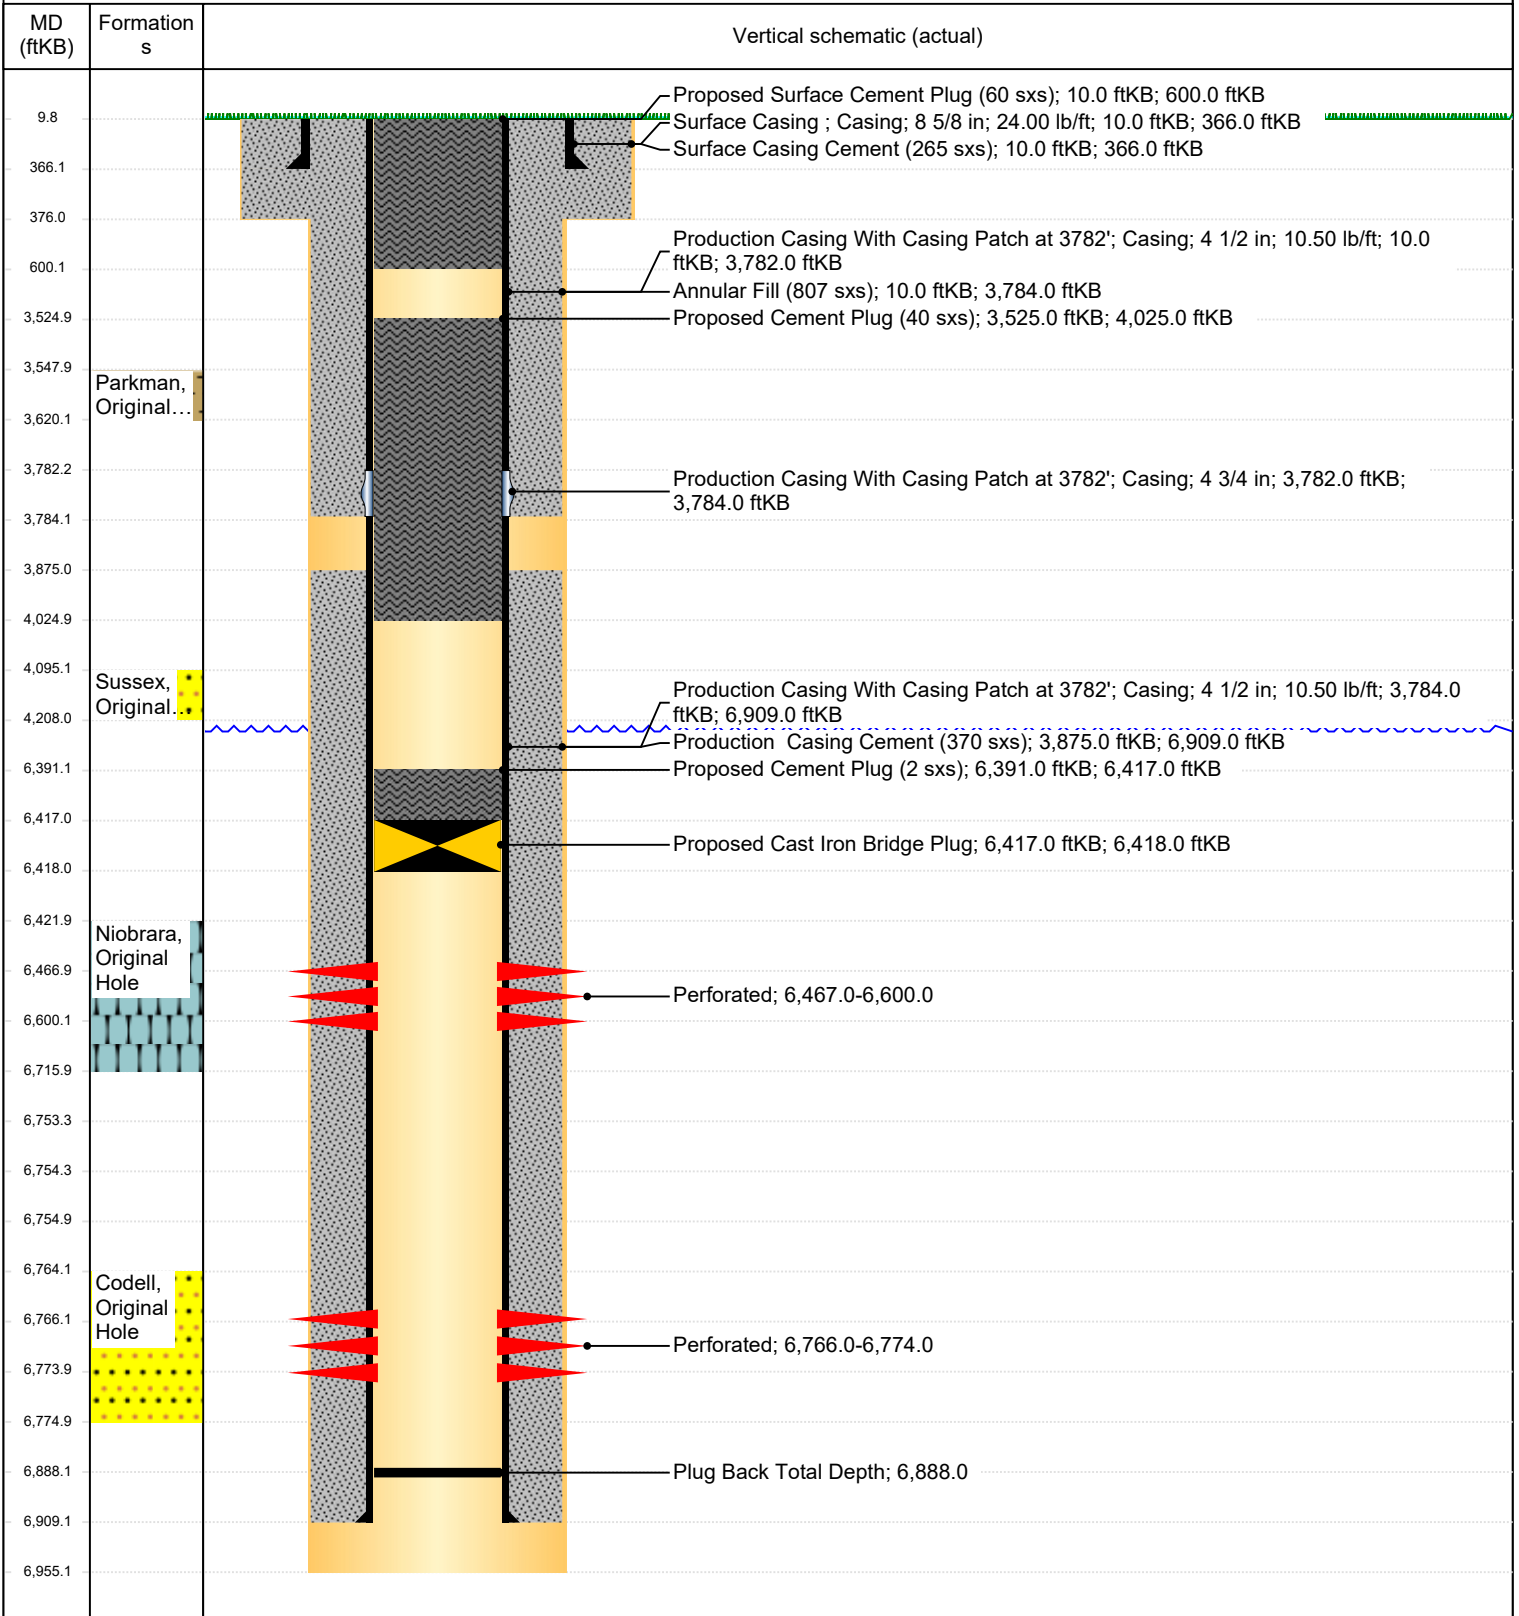 MD
(ftKB)
Formation
s
Vertical schematic (actual)
9.8
366.1
376.0
600.1
3,524.9
3,547.9
3,620.1
3,782.2
3,784.1
3,875.0
4,024.9
4,095.1
4,208.0
6,391.1
6,417.0
6,418.0
6,421.9
6,466.9
6,600.1
6,715.9
6,753.3
6,754.3
6,754.9
6,764.1
6,766.1
6,773.9
6,774.9
6,888.1
6,909.1
6,955.1
Parkman,
Original...
Sussex,
Original...
Niobrara,
Original
Hole
Codell,
Original
Hole
Proposed Surface Cement Plug (60 sxs); 10.0 ftKB; 600.0 ftKB
Surface Casing ; Casing; 8 5/8 in; 24.00 lb/ft; 10.0 ftKB; 366.0 ftKB
Surface Casing Cement (265 sxs); 10.0 ftKB; 366.0 ftKB
Production Casing With Casing Patch at 3782'; Casing; 4 1/2 in; 10.50 lb/ft; 10.0
ftKB; 3,782.0 ftKB
Annular Fill (807 sxs); 10.0 ftKB; 3,784.0 ftKB
Proposed Cement Plug (40 sxs); 3,525.0 ftKB; 4,025.0 ftKB
Production Casing With Casing Patch at 3782'; Casing; 4 3/4 in; 3,782.0 ftKB;
3,784.0 ftKB
Production Casing With Casing Patch at 3782'; Casing; 4 1/2 in; 10.50 lb/ft; 3,784.0
ftKB; 6,909.0 ftKB
Production  Casing Cement (370 sxs); 3,875.0 ftKB; 6,909.0 ftKB
Proposed Cement Plug (2 sxs); 6,391.0 ftKB; 6,417.0 ftKB
Proposed Cast Iron Bridge Plug; 6,417.0 ftKB; 6,418.0 ftKB
Perforated; 6,467.0-6,600.0
Perforated; 6,766.0-6,774.0
Plug Back Total Depth; 6,888.0